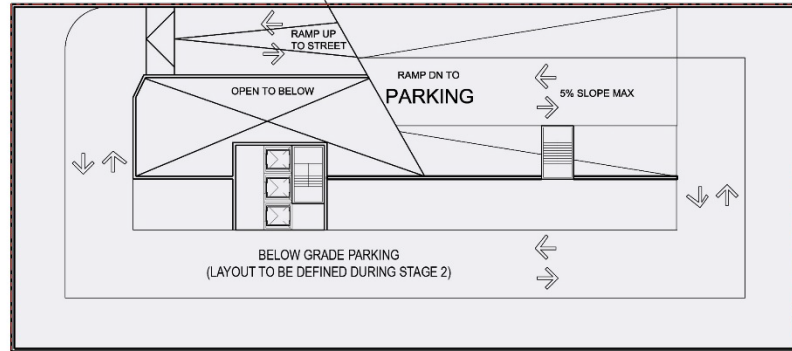 RAMP UP
TO STREET
OPEN TO BELOW
RAMP DN TO
PARKING
5% SLOPE MAX
BELOW GRADE PARKING
(LAYOUT TO BE DEFINED DURING STAGE 2)